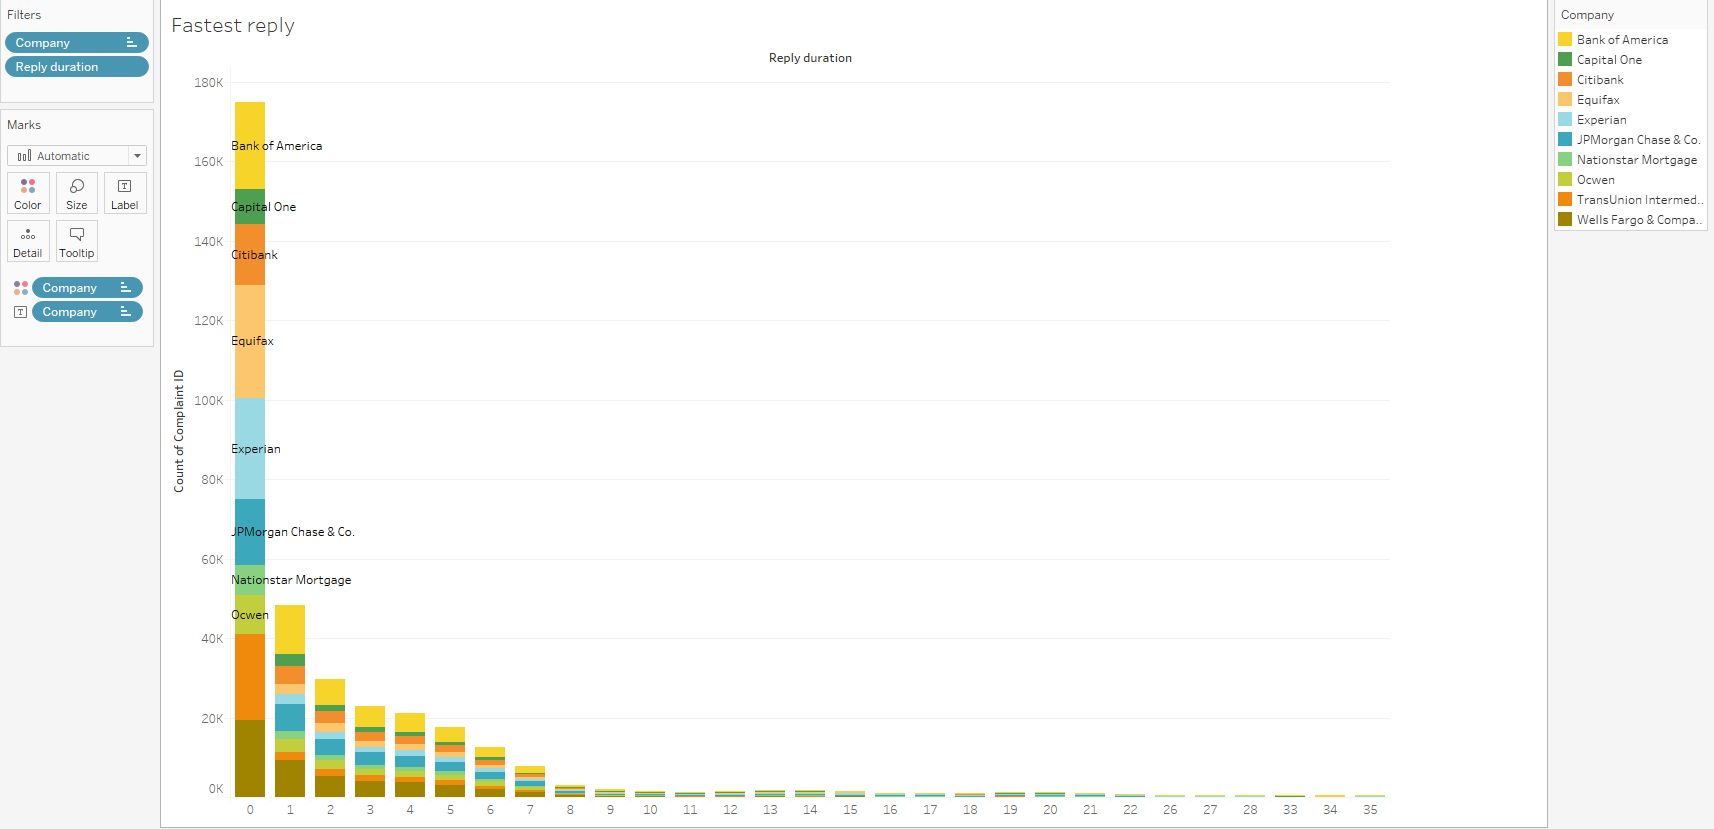 Filters
Company
Reply duration
Marks
Automatic
Color
Size
Label
Detail
Tooltip
Company
T Company
Fastest reply
Reply duration
Count of Complaint ID
180K
160K
140K
120K
100K
80K
60K
40K
20K
0K
Bank of America
Capital One
Citibank
Equifax
Experian
JPMorgan Chase & Co.
Nationstar Mortgage
Ocwen
0 1 2 3 4 5 6 7 8 9 10 11 12 13 14 15 16 17 18 19 20 21 22 26 27 28 33 34 35
Company
Bank of America
Capital One
Citibank
Equifax
Experian
JPMorgan Chase & Co.
Nationstar Mortgage
Ocwen
TransUnion Intermed..
Wells Fargo & Compa..